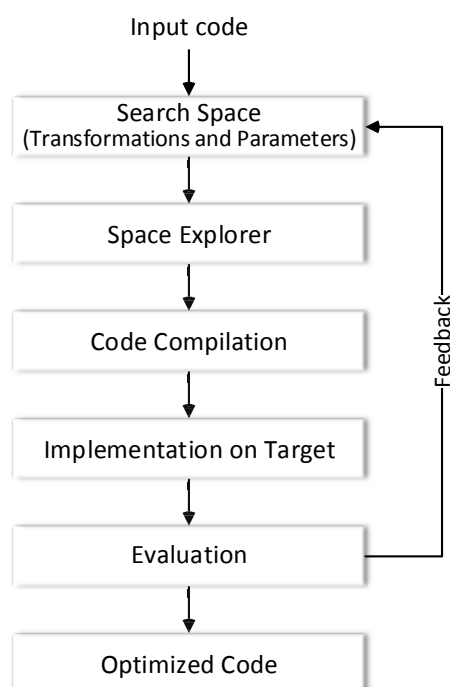 Input code
Search Space
(Transformations and Parameters)
Space Explorer
Code Compilation
Feedback
Implementation on Target
Evaluation
Optimized Code